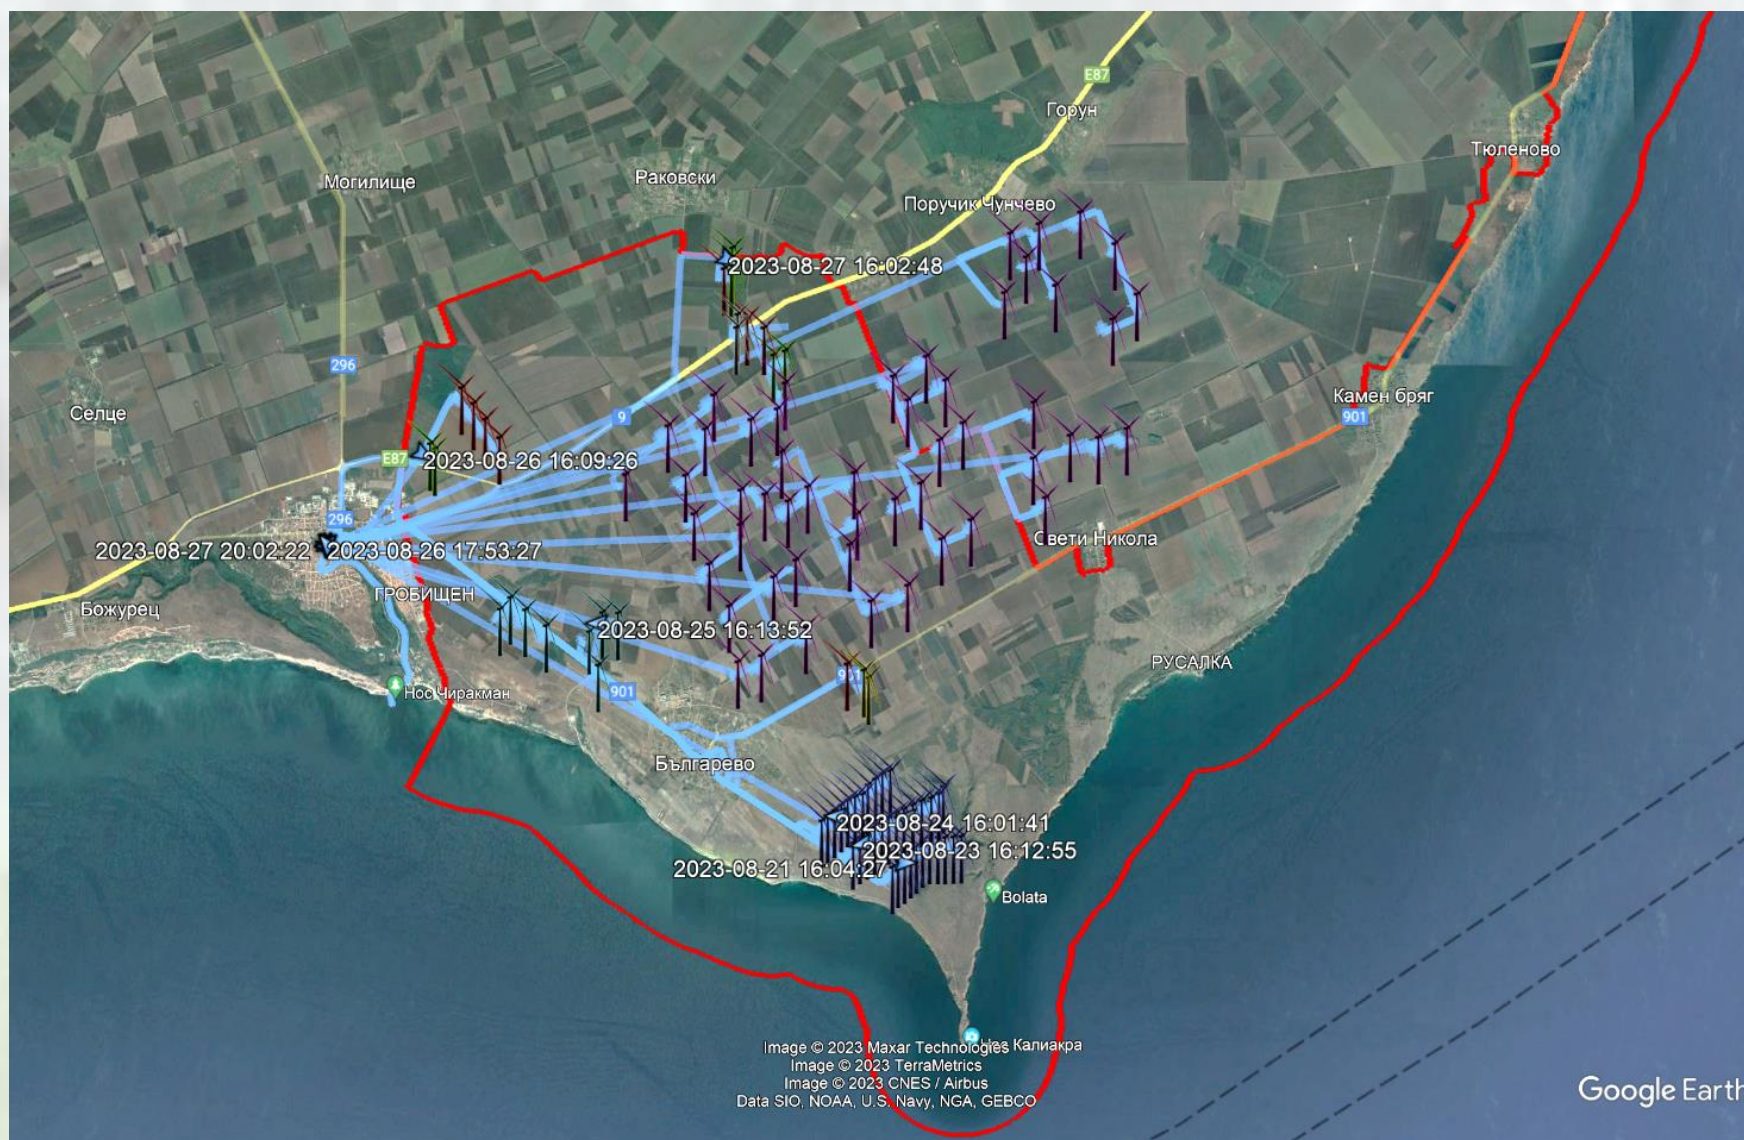 E87
Горун
Тюленово
Могилище
Раковски
Поручик Чунчево
2023-08-27 16:02:48
296
Селце
9
Камен бряг
901
E87
2023-08-26 16:09:26
296
Свети Никола
2023-08-27 20:02:22
2023-08-26 17:53:27
ГРОБИЩЕН
Божурец
2023-08-25 16:13:52
РУСАЛКА
Нос Чиракман
901
901
Българево
2023-08-24 16:01:41
2023-08-23 16:12:55
2023-08-21 16:04:27
Bolata
Нос Калиакра
Image © 2023 Maxar Technologies
Image © 2023 TerraMetrics
Image © 2023 CNES / Airbus
Data SIO, NOAA, U.S. Navy, NGA, GEBCO
Google Earth